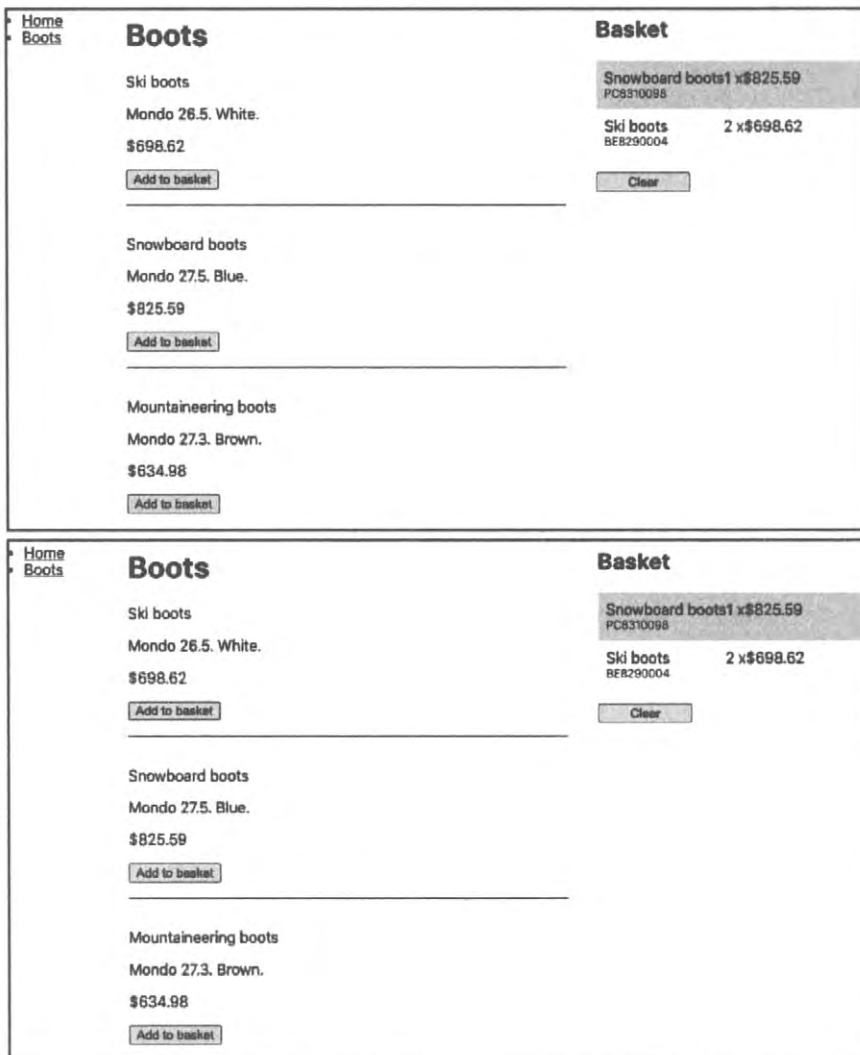 Home
Boots
Boots
Ski boots
Mondo 26.5. White.
$698.62
Add to basket
Snowboard boots
Mondo 27.5. Blue.
$825.59
Add to basket
Mountaineering boots
Mondo 27.3. Brown.
$634.98
Add to basket
Basket
Snowboard boots1 x$825.59
PC8310098
Ski boots 2 x$698.62
BE8290004
Clear
Home
Boots
Boots
Ski boots
Mondo 26.5. White.
$698.62
Add to basket
Snowboard boots
Mondo 27.5. Blue.
$825.59
Add to basket
Mountaineering boots
Mondo 27.3. Brown.
$634.98
Add to basket
Basket
Snowboard boots1 x$825.59
PC8310098
Ski boots 2 x$698.62
BE8290004
Clear